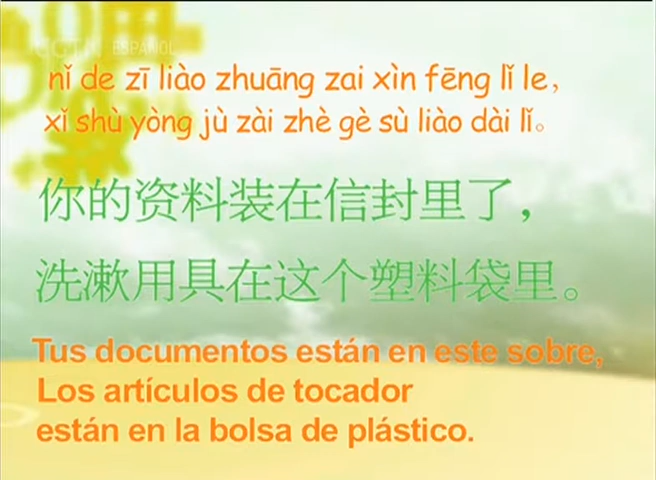 CCTV ESPAÑOL
nǐ de zī liào zhuāng zai xìn fēng lǐ le,
xǐ shù yòng jù zài zhè gè sù liào dài lǐ。
你的资料装在信封里了，
洗漱用具在这个塑料袋里。
Tus documentos están en este sobre,
Los artículos de tocador
están en la bolsa de plástico.